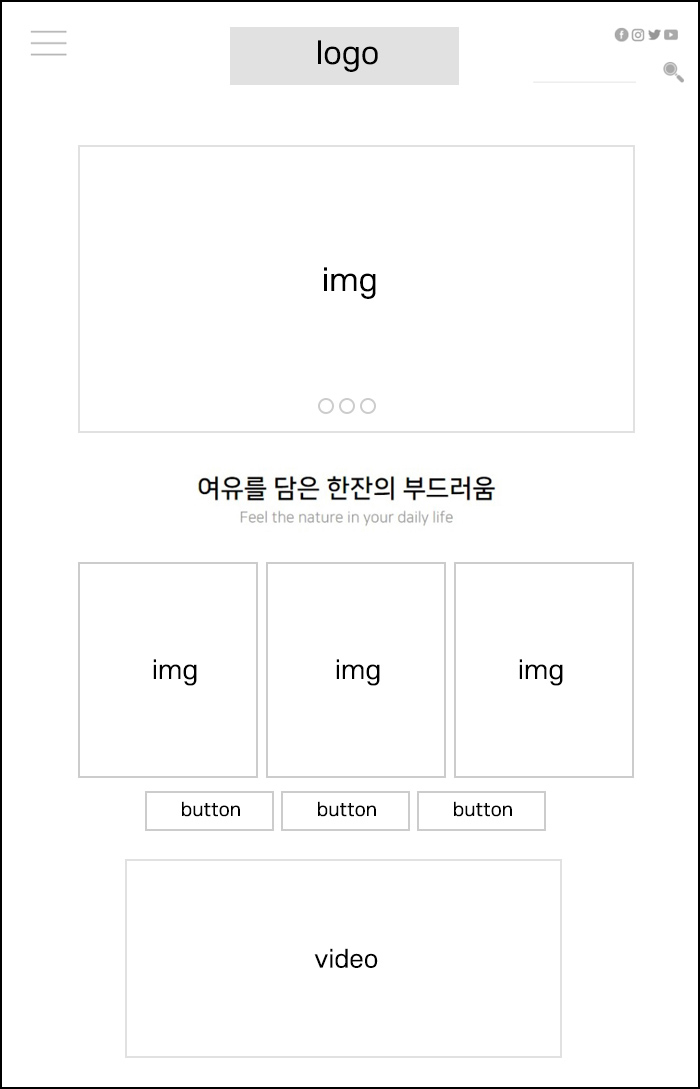 logo
img
여유를 담은 한잔의 부드러움
Feel the nature in your daily life
img img img
button button button
video